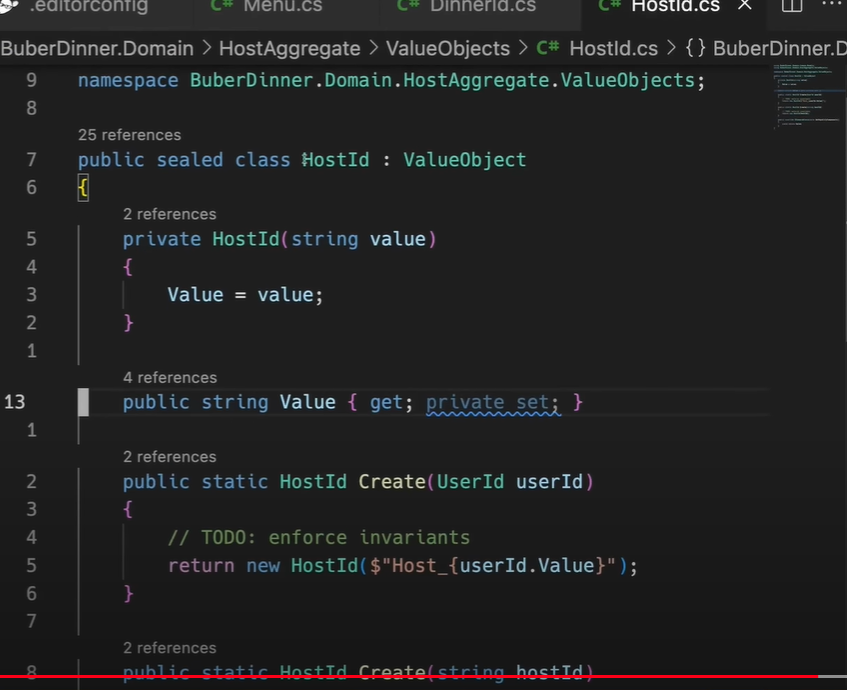 .editorconfig C# Menu.cs C# DinnerId.cs C# HostId.cs
BuberDinner.Domain > HostAggregate > ValueObjects > C# HostId.cs > {} BuberDinner.D
9 namespace BuberDinner.Domain.HostAggregate.ValueObjects;
8
25 references
7 public sealed class HostId : ValueObject
6 {
2 references
5 private HostId(string value)
4 {
3 Value = value;
2 }
1
4 references
13 public string Value { get; private set; }
1
2 references
2 public static HostId Create(UserId userId)
3 {
4 // TODO: enforce invariants
5 return new HostId($"Host_{userId.Value}");
6 }
7
2 references
8 public static HostId Create(string hostId)